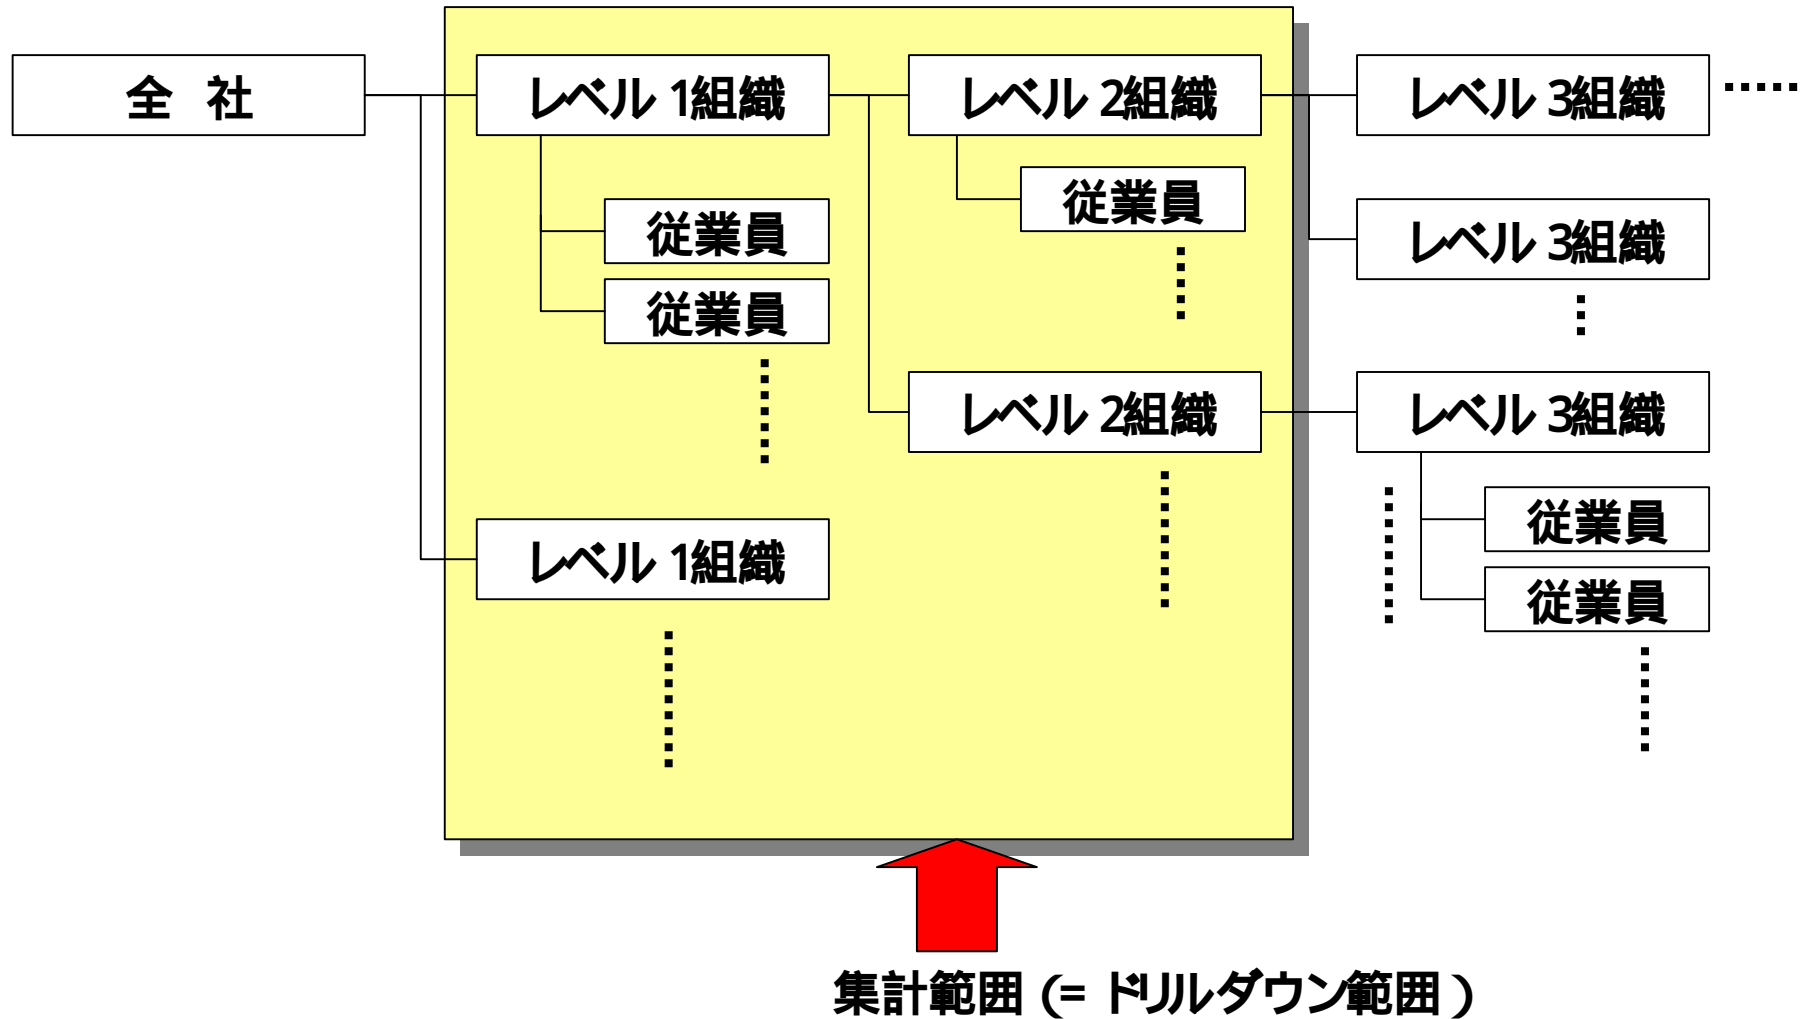 全 社
レベル 1組織
レベル 2組織
レベル 3組織
従業員
従業員
レベル 3組織
従業員
レベル 2組織
レベル 3組織
従業員
レベル 1組織
従業員
集計範囲 (= ドリルダウン範囲 )